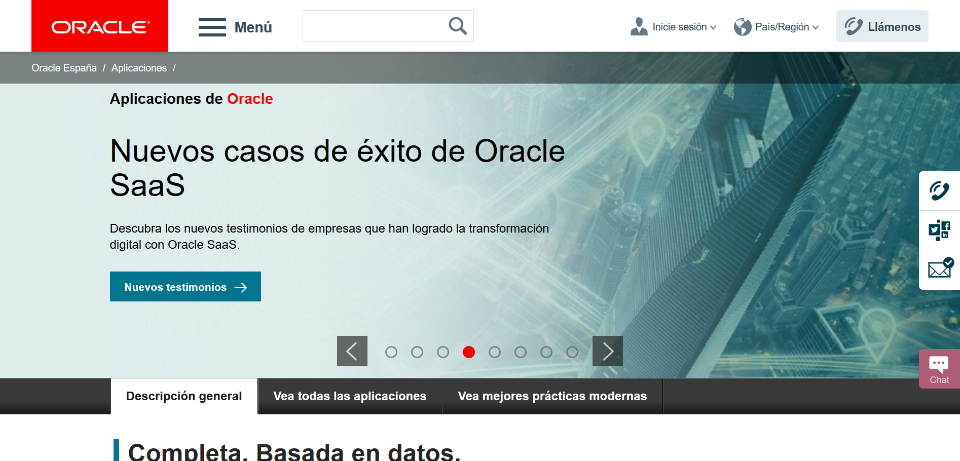 ORACLE
Menú
Inicie sesión
País/Región
Llámenos
Oracle España / Aplicaciones /
Aplicaciones de Oracle
Nuevos casos de éxito de Oracle
SaaS
Descubra los nuevos testimonios de empresas que han logrado la transformación
digital con Oracle SaaS.
Nuevos testimonios
Chat
Descripción general
Vea todas las aplicaciones
Vea mejores prácticas modernas
Completa. Basada en datos.